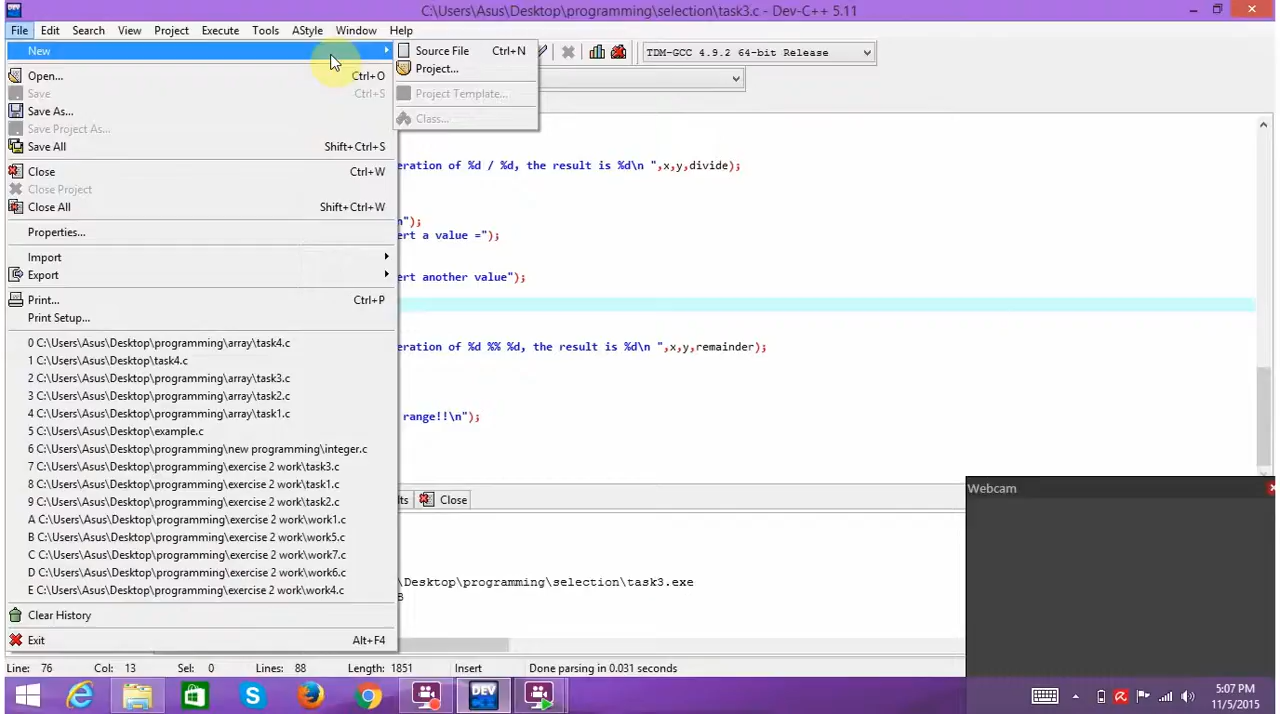 DEV
C:\Users\Asus\Desktop\programming\selection\task3.c - Dev-C++ 5.11
File Edit Search View Project Execute Tools AStyle Window Help
New
Source File Ctrl+N
TDM-GCC 4.9.2 64-bit Release
Project...
Open... Ctrl+O
Save Ctrl+S
Project Template...
Save As...
Class...
Save Project As...
Save All Shift+Ctrl+S
eration of %d / %d, the result is %d\n ",x,y,divide);
Close Ctrl+W
Close Project
Close All Shift+Ctrl+W
n");
Properties...
ert a value =");
Import
Export
ert another value");
Print... Ctrl+P
Print Setup...
0 C:\Users\Asus\Desktop\programming\array\task4.c
eration of %d %% %d, the result is %d\n ",x,y,remainder);
1 C:\Users\Asus\Desktop\task4.c
2 C:\Users\Asus\Desktop\programming\array\task3.c
3 C:\Users\Asus\Desktop\programming\array\task2.c
4 C:\Users\Asus\Desktop\programming\array\task1.c
range!!\n");
5 C:\Users\Asus\Desktop\example.c
6 C:\Users\Asus\Desktop\programming\new programming\integer.c
7 C:\Users\Asus\Desktop\programming\exercise 2 work\task3.c
8 C:\Users\Asus\Desktop\programming\exercise 2 work\task1.c
Webcam
9 C:\Users\Asus\Desktop\programming\exercise 2 work\task2.c
lts Close
A C:\Users\Asus\Desktop\programming\exercise 2 work\work1.c
B C:\Users\Asus\Desktop\programming\exercise 2 work\work5.c
C C:\Users\Asus\Desktop\programming\exercise 2 work\work7.c
D C:\Users\Asus\Desktop\programming\exercise 2 work\work6.c
\Desktop\programming\selection\task3.exe
E C:\Users\Asus\Desktop\programming\exercise 2 work\work4.c
B
Clear History
Exit Alt+F4
Line: 76 Col: 13 Sel: 0 Lines: 88 Length: 1851 Insert Done parsing in 0.031 seconds
DEV
5:07 PM
11/5/2015